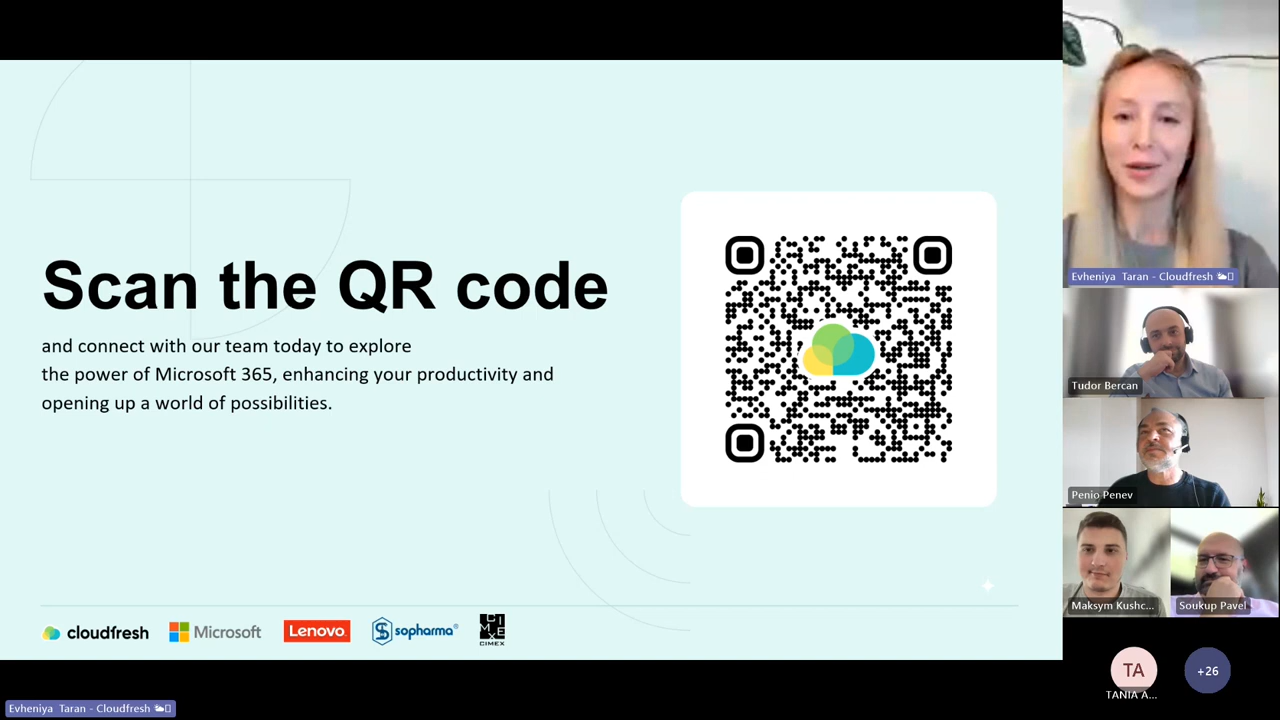 Scan the QR code
and connect with our team today to explore
the power of Microsoft 365, enhancing your productivity and
opening up a world of possibilities.
cloudfresh
Microsoft
Lenovo
sopharma
CIMEX
CIMEX
Evheniya Taran - Cloudfresh
Evheniya Taran - Cloudfresh
Tudor Bercan
Penio Penev
Maksym Kushc...
Soukup Pavel
TA
TANIA A...
+26